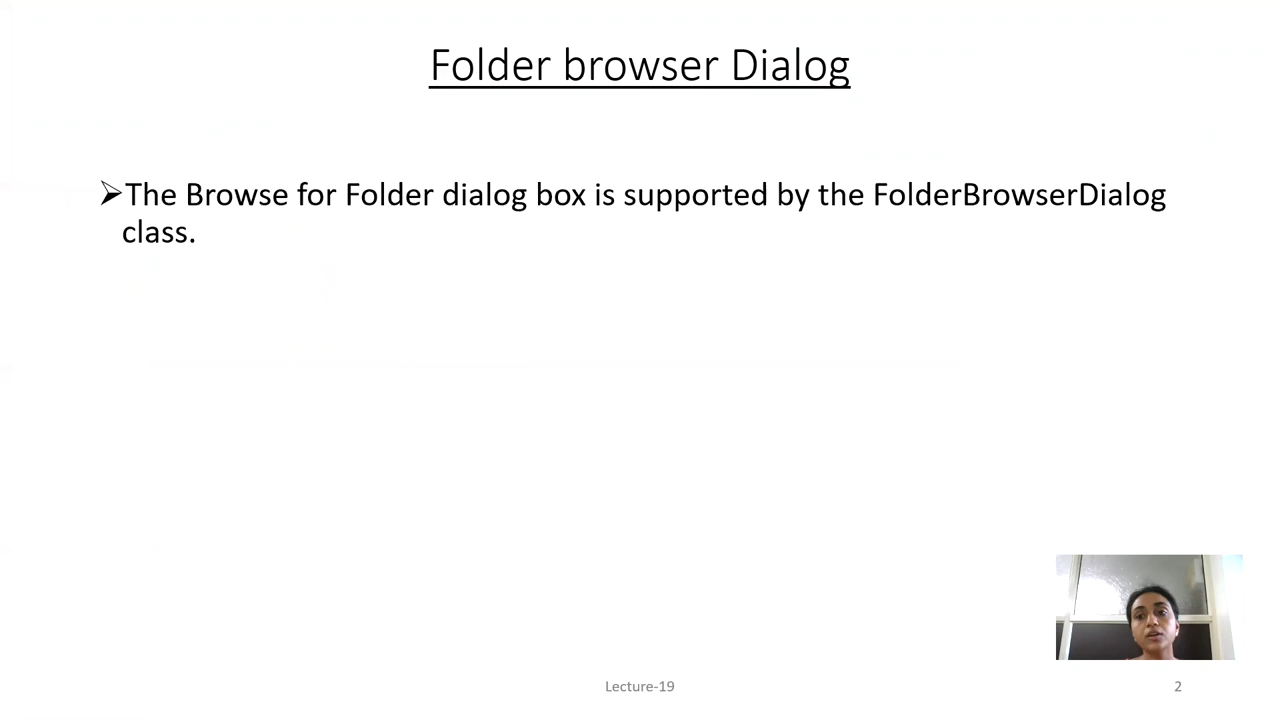 Folder browser Dialog
➢The Browse for Folder dialog box is supported by the FolderBrowserDialog
class.
Lecture-19
2